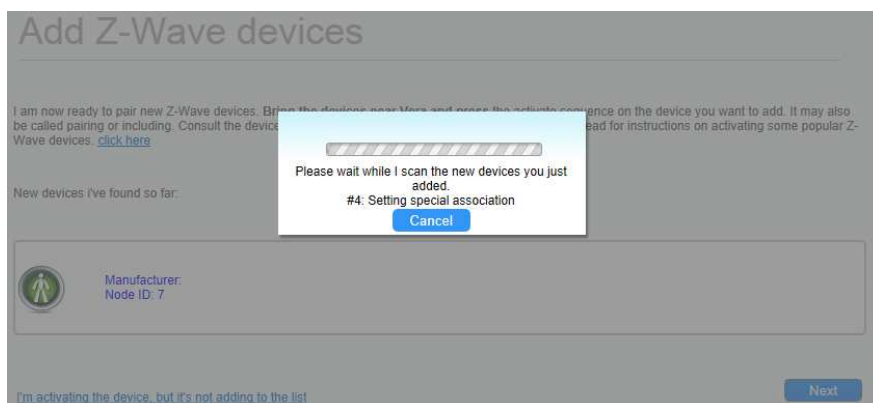 Add Z-Wave devices
I am now ready to pair new Z-Wave devices. Bring the devices near Vera and press the activate sequence on the device you want to add. It may also
be called pairing or including. Consult the device ead for instructions on activating some popular Z-
Wave devices. click here
Please wait while I scan the new devices you just
added.
#4: Setting special association
Cancel
New devices i've found so far:
Manufacturer:
Node ID: 7
I'm activating the device, but it's not adding to the list
Next